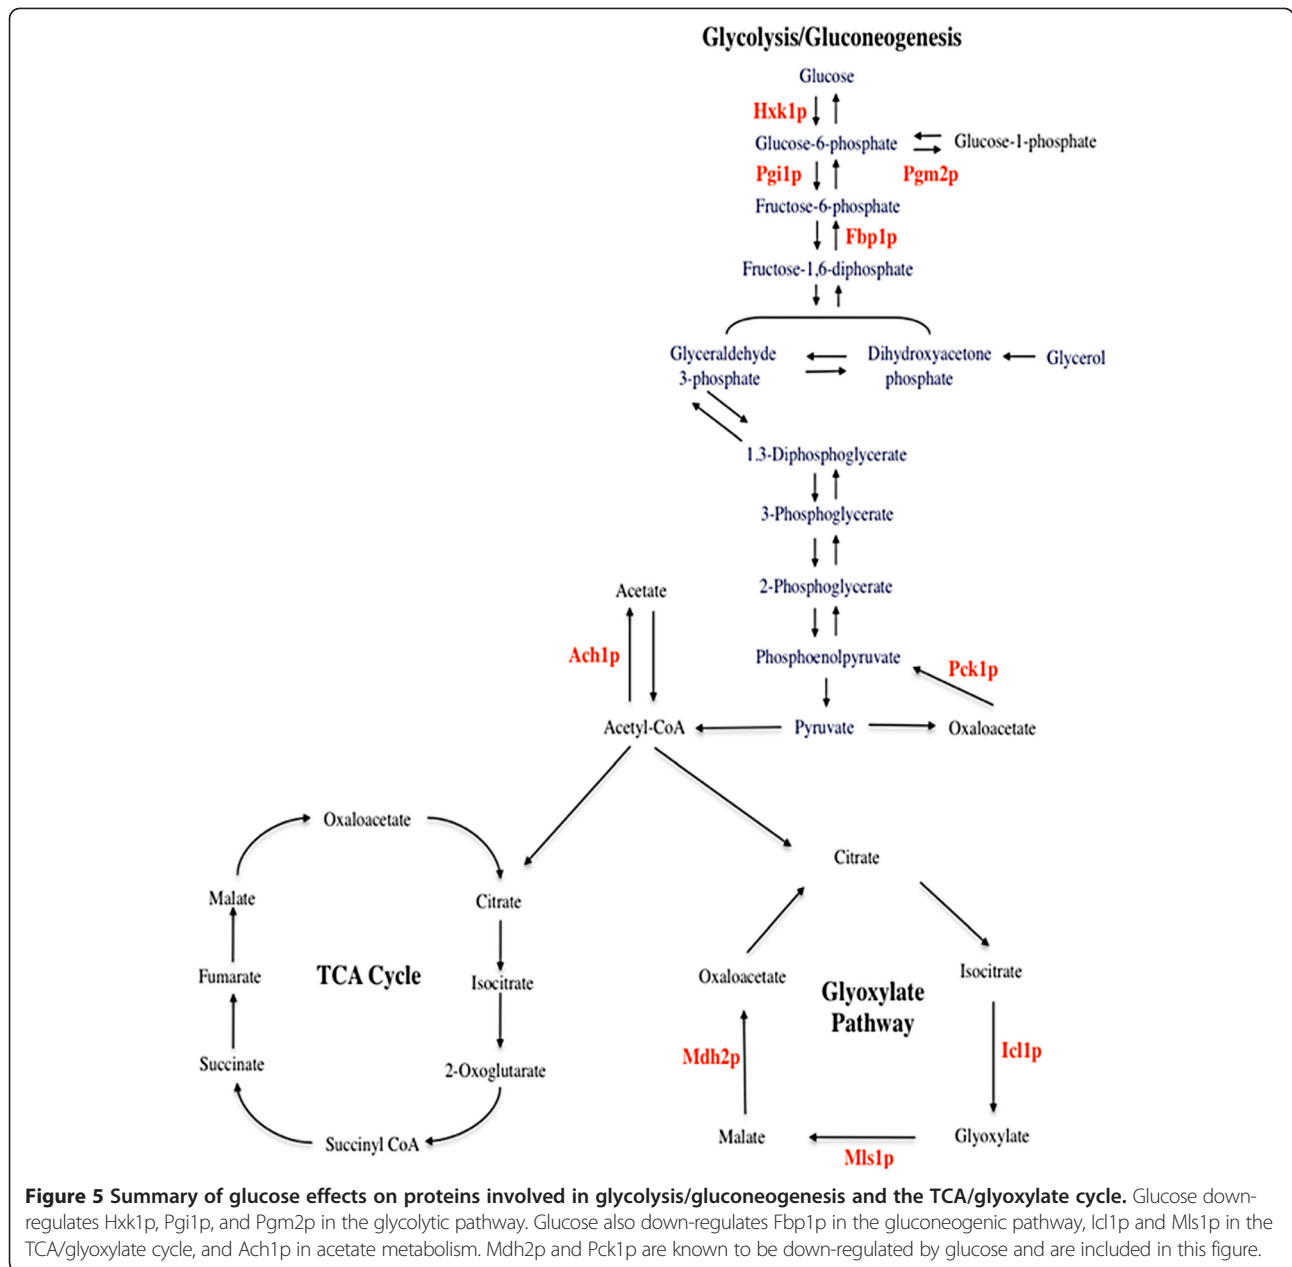 Glycolysis/Gluconeogenesis
Glucose
Hxk1p
Glucose-6-phosphate
Glucose-1-phosphate
Pgi1p
Pgm2p
Fructose-6-phosphate
Fbp1p
Fructose-1,6-diphosphate
Glyceraldehyde
3-phosphate
Dihydroxyacetone
phosphate
Glycerol
1.3-Diphosphoglycerate
3-Phosphoglycerate
2-Phosphoglycerate
Acetate
Ach1p
Phosphoenolpyruvate
Pck1p
Acetyl-CoA
Pyruvate
Oxaloacetate
Oxaloacetate
Citrate
Malate
Citrate
Fumarate
TCA Cycle
Isocitrate
Succinate
2-Oxoglutarate
Succinyl CoA
Oxaloacetate
Isocitrate
Glyoxylate
Pathway
Mdh2p
Icl1p
Malate
Glyoxylate
Mls1p
Figure 5 Summary of glucose effects on proteins involved in glycolysis/gluconeogenesis and the TCA/glyoxylate cycle. Glucose down-
regulates Hxk1p, Pgi1p, and Pgm2p in the glycolytic pathway. Glucose also down-regulates Fbp1p in the gluconeogenic pathway, Icl1p and Mls1p in the
TCA/glyoxylate cycle, and Ach1p in acetate metabolism. Mdh2p and Pck1p are known to be down-regulated by glucose and are included in this figure.